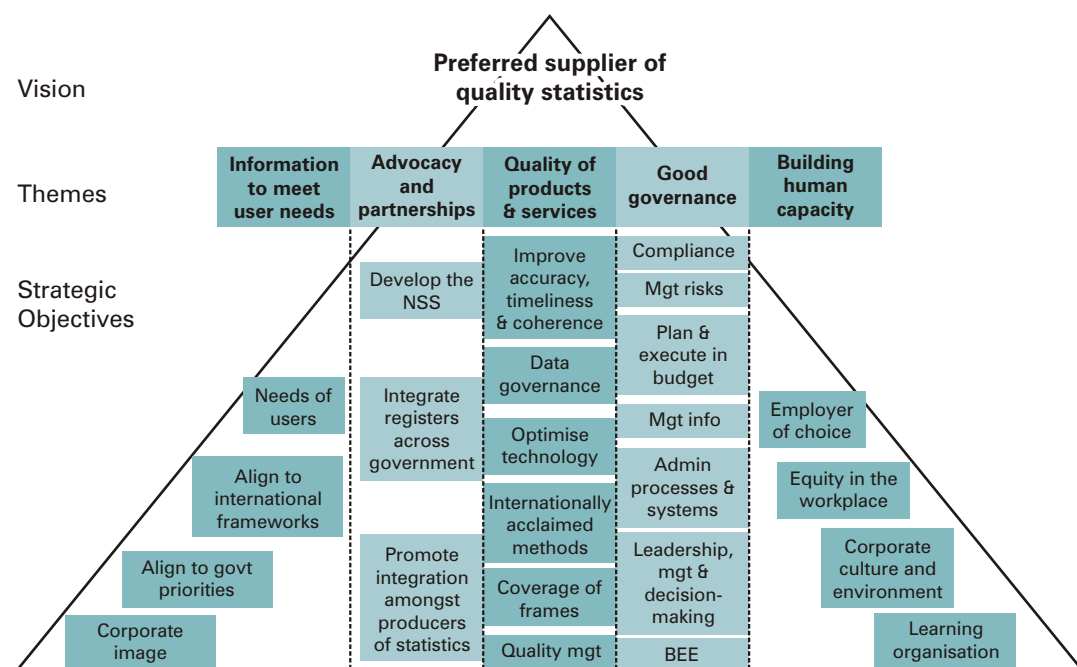 Vision
Preferred supplier of
quality statistics
Themes
Information
to meet
user needs
Advocacy
and
partnerships
Quality of
products
& services
Good
governance
Building
human
capacity
Strategic
Objectives
Needs of
users
Align to
international
frameworks
Align to govt
priorities
Corporate
image
Develop the
NSS
Integrate
registers
across
government
Promote
integration
amongst
producers
of statistics
Improve
accuracy,
timeliness
& coherence
Data
governance
Optimise
technology
Internationally
acclaimed
methods
Coverage of
frames
Quality mgt
Compliance
Mgt risks
Plan &
execute in
budget
Mgt info
Admin
processes &
systems
Leadership,
mgt &
decision-
making
BEE
Employer
of choice
Equity in the
workplace
Corporate
culture and
environment
Learning
organisation